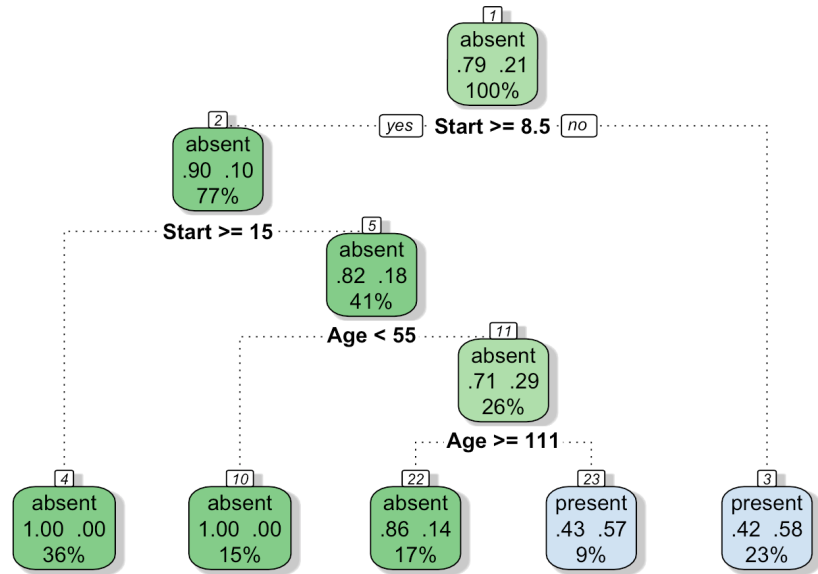 1
absent
.79 .21
100%
yes Start >= 8.5 no
2
absent
.90 .10
77%
Start >= 15
5
absent
.82 .18
41%
Age < 55
11
absent
.71 .29
26%
Age >= 111
4
absent
1.00 .00
36%
10
absent
1.00 .00
15%
22
absent
.86 .14
17%
23
present
.43 .57
9%
3
present
.42 .58
23%